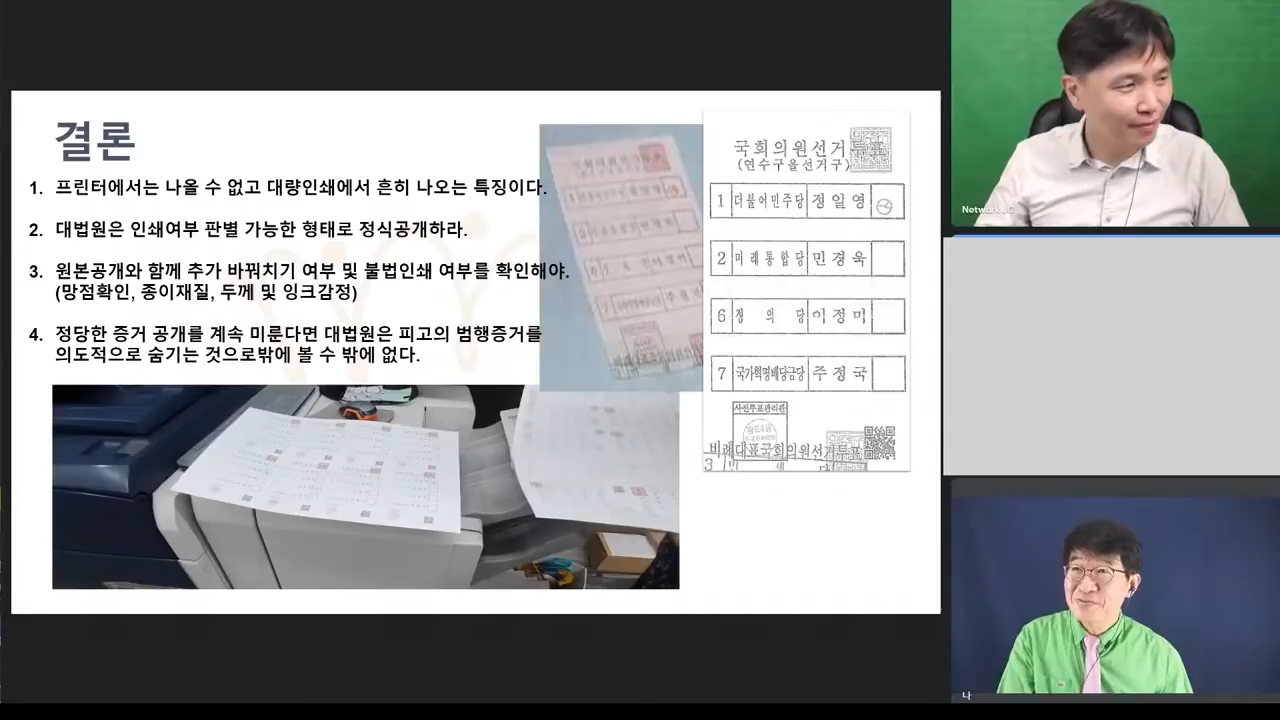 결론
1. 프린터에서는 나올 수 없고 대량인쇄에서 흔히 나오는 특징이다.
2. 대법원은 인쇄여부 판별 가능한 형태로 정식공개하라.
3. 원본공개와 함께 추가 바꿔치기 여부 및 불법인쇄 여부를 확인해야.
(망점확인, 종이재질, 두께 및 잉크감정)
4. 정당한 증거 공개를 계속 미룬다면 대법원은 피고의 범행증거를
의도적으로 숨기는 것으로밖에 볼 수 밖에 없다.
국회의원선거투표
(연수구을선거구)
1 더불어민주당 정일영
2 미래통합당 민경욱
6 정의당 이정미
7 국가혁명배당금당 주정국
사전투표관리관
비례대표국회의원선거투표
3
나